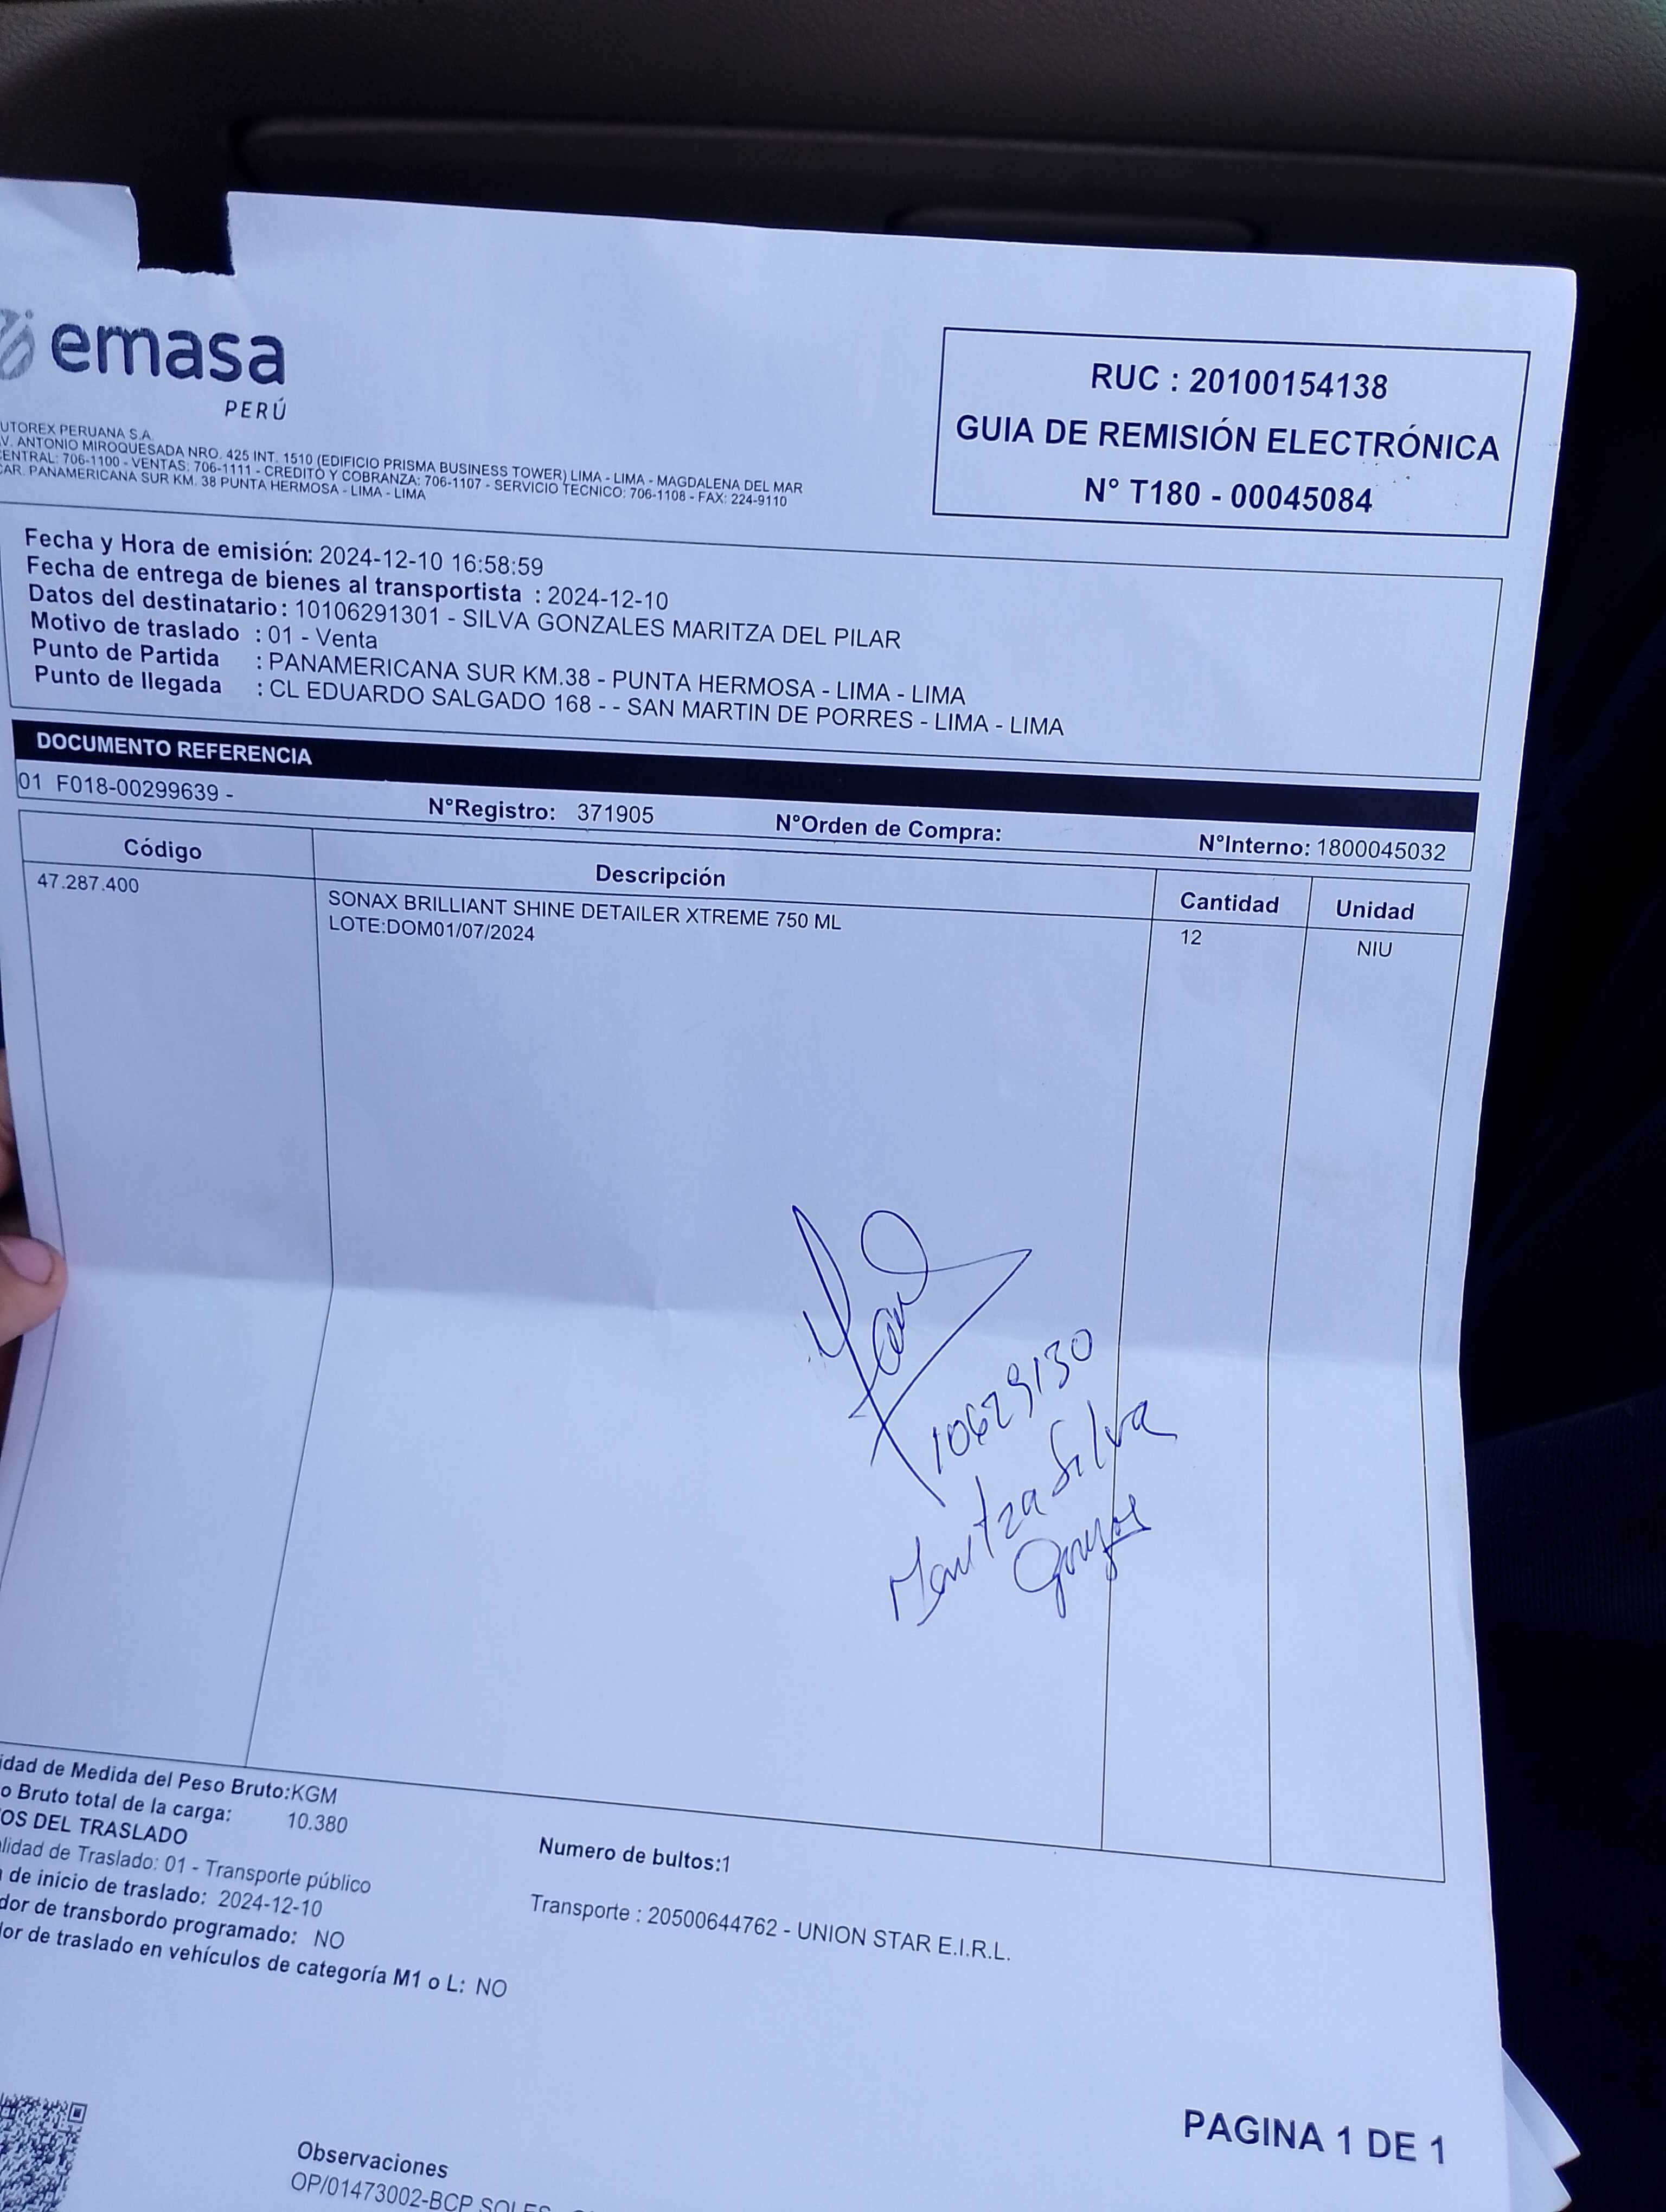 emasa
PERÚ
UTOREX PERUANA S.A.
V. ANTONIO MIROQUESADA NRO. 425 INT. 1510 (EDIFICIO PRISMA BUSINESS TOWER) LIMA - LIMA - MAGDALENA DEL MAR
ENTRAL: 706-1100 - VENTAS: 706-1111 - CREDITO Y COBRANZA: 706-1107 - SERVICIO TECNICO: 706-1108 - FAX: 224-9110
CAR. PANAMERICANA SUR KM. 38 PUNTA HERMOSA - LIMA - LIMA
RUC : 20100154138
GUIA DE REMISIÓN ELECTRÓNICA
N° T180 - 00045084
Fecha y Hora de emisión: 2024-12-10 16:58:59
Fecha de entrega de bienes al transportista : 2024-12-10
Datos del destinatario : 10106291301 - SILVA GONZALES MARITZA DEL PILAR
Motivo de traslado : 01 - Venta
Punto de Partida : PANAMERICANA SUR KM.38 - PUNTA HERMOSA - LIMA - LIMA
Punto de llegada : CL EDUARDO SALGADO 168 - - SAN MARTIN DE PORRES - LIMA - LIMA
DOCUMENTO REFERENCIA
01 F018-00299639 - N°Registro: 371905 N°Orden de Compra: N°Interno: 1800045032
Código Descripción Cantidad Unidad
47.287.400 SONAX BRILLIANT SHINE DETAILER XTREME 750 ML 12 NIU
LOTE:DOM01/07/2024
10629130
Maritza Silva
idad de Medida del Peso Bruto:KGM
o Bruto total de la carga: 10.380
OS DEL TRASLADO
Numero de bultos:1
lidad de Traslado: 01 - Transporte público
de inicio de traslado: 2024-12-10
Transporte : 20500644762 - UNION STAR E.I.R.L.
dor de transbordo programado: NO
or de traslado en vehículos de categoría M1 o L: NO
PAGINA 1 DE 1
Observaciones
OP/01473002-BCP SOLES